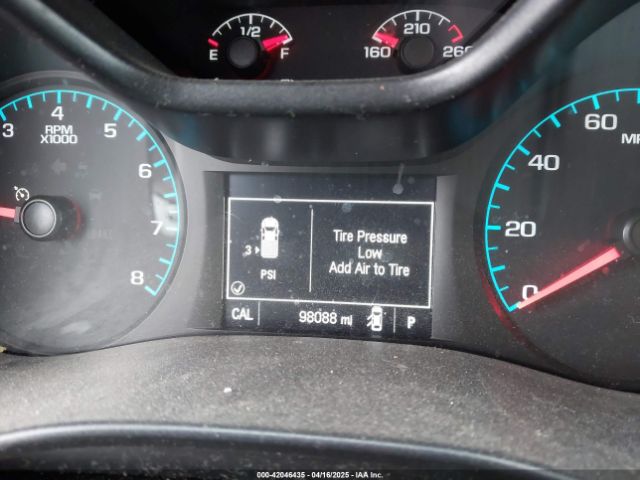 1/2
E F
210
160 260
3 4 5 6 7 8
RPM
X1000
60
40
20
0
Tire Pressure
Low
Add Air to Tire
3
PSI
CAL 98088 mi P
000-42046435 - 04/16/2025 - IAA Inc.